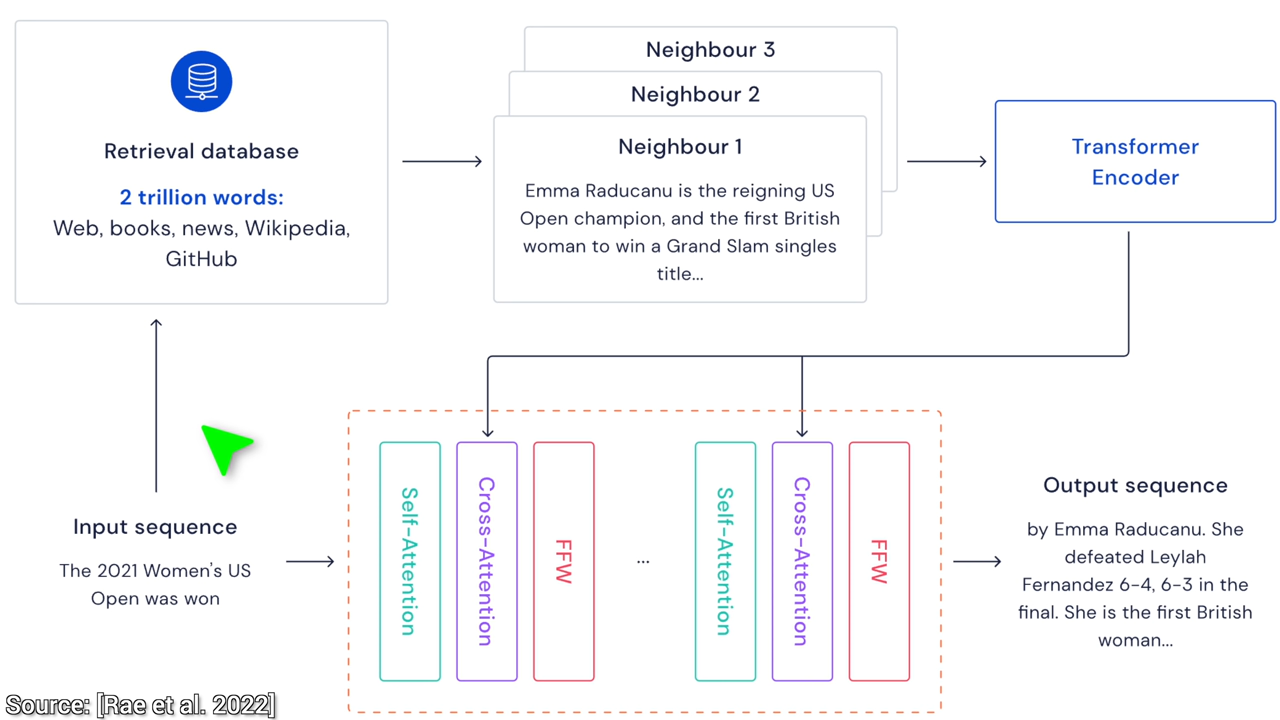 Retrieval database
2 trillion words:
Web, books, news, Wikipedia,
GitHub
Neighbour 3
Neighbour 2
Neighbour 1
Emma Raducanu is the reigning US
Open champion, and the first British
woman to win a Grand Slam singles
title...
Transformer
Encoder
Input sequence
The 2021 Women's US
Open was won
Self-Attention
Cross-Attention
FFW
...
Self-Attention
Cross-Attention
FFW
Output sequence
by Emma Raducanu. She
defeated Leylah
Fernandez 6-4, 6-3 in the
final. She is the first British
woman...
Source: [Rae et al. 2022]